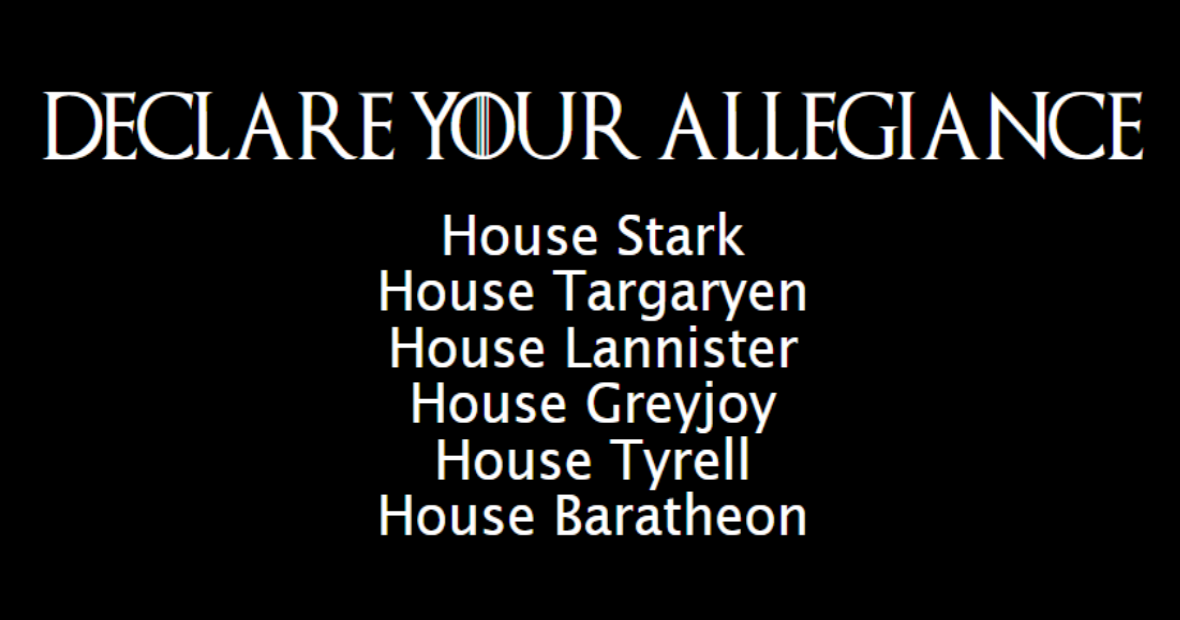 DECLARE YOUR ALLEGIANCE
House Stark
House Targaryen
House Lannister
House Greyjoy
House Tyrell
House Baratheon